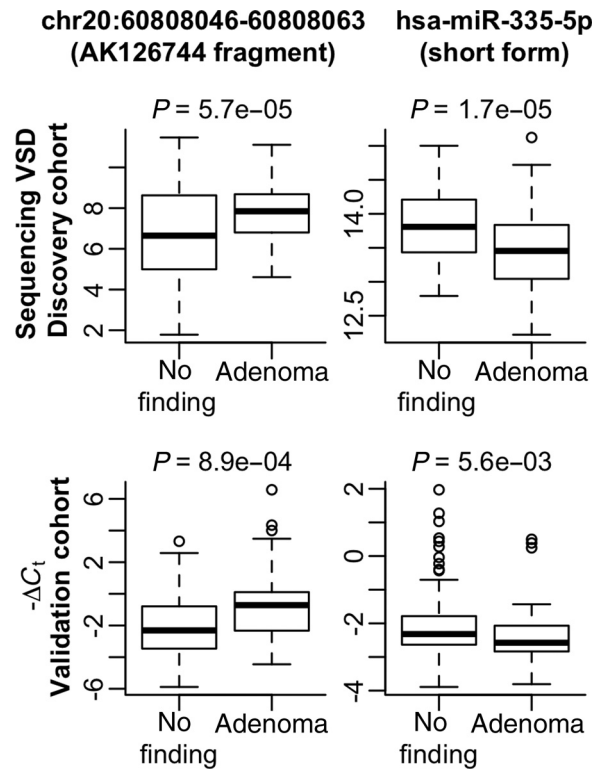 chr20:60808046-60808063 hsa-miR-335-5p
(AK126744 fragment) (short form)
P = 5.7e−05 P = 1.7e−05
Sequencing VSD
Discovery cohort
8
6
4
2
14.0
12.5
No Adenoma No Adenoma
finding finding
P = 8.9e−04 P = 5.6e−03
-ΔCt
Validation cohort
6
2
-2
-6
2
0
-2
-4
No Adenoma No Adenoma
finding finding